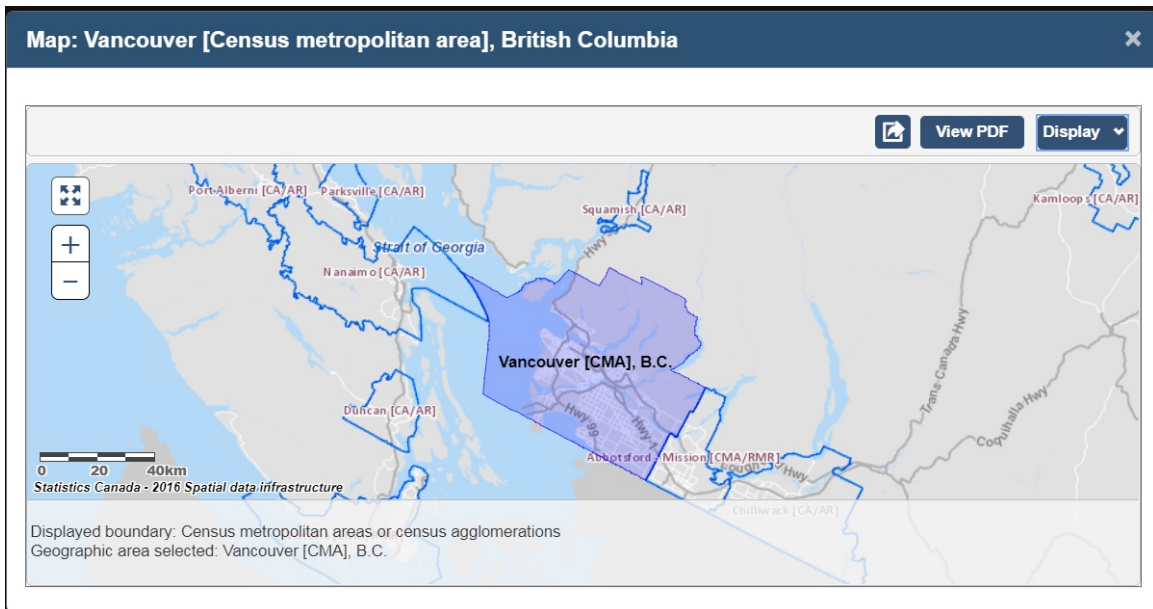 Map: Vancouver [Census metropolitan area], British Columbia
×
View PDF
Display
Port Alberni [CA/AR]
Parksville [CA/AR]
Squamish [CA/AR]
Kamloops [CA/AR]
+
Strait of Georgia
Hwy 99
Nanaimo [CA/AR]
−
Trans-Canada Hwy
Vancouver [CMA], B.C.
Duncan [CA/AR]
Hwy 99
Hwy 1
Coquihalla Hwy
Abbotsford - Mission [CMA/RMR]
Lougheed Hwy
0 20 40km
Statistics Canada - 2016 Spatial data infrastructure
Chilliwack [CA/AR]
Displayed boundary: Census metropolitan areas or census agglomerations
Geographic area selected: Vancouver [CMA], B.C.